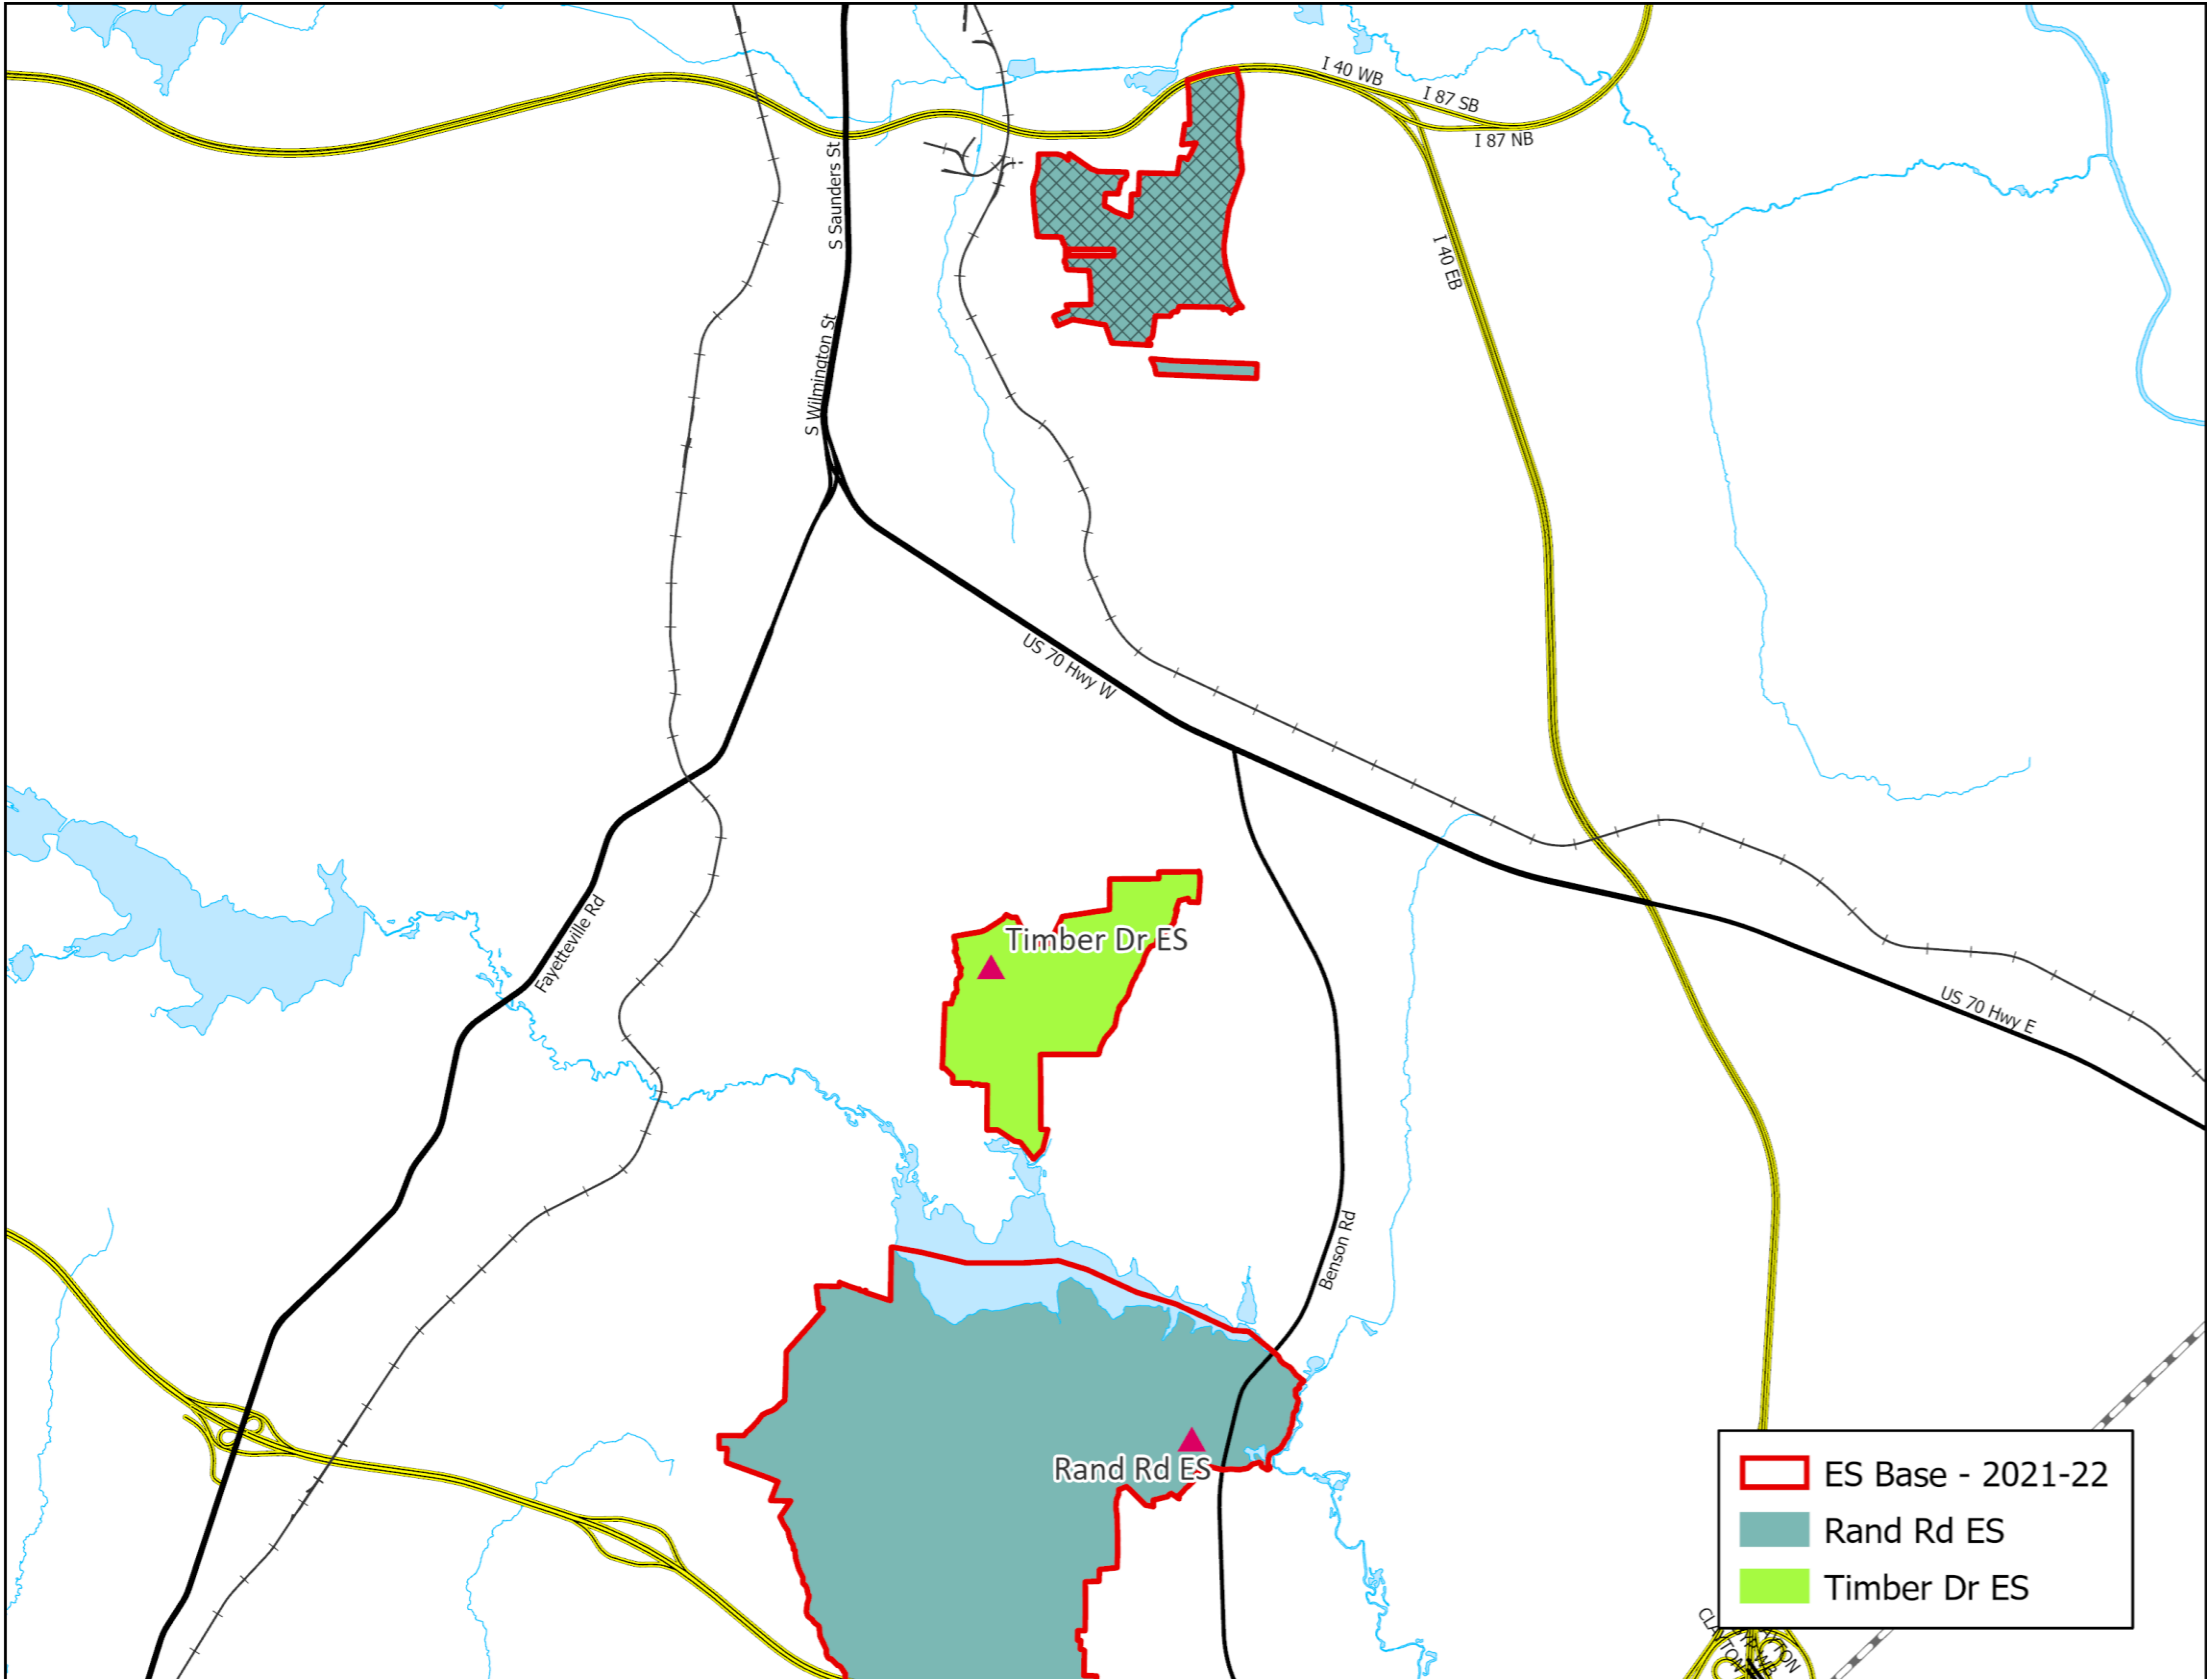 I 40 WB
I 87 SB
I 87 NB
S Saunders St
I 40 EB
S Wilmington St
US 70 Hwy W
Timber Dr ES
Fayetteville Rd
US 70 Hwy E
Benson Rd
Rand Rd ES
ES Base - 2021-22
Rand Rd ES
Timber Dr ES